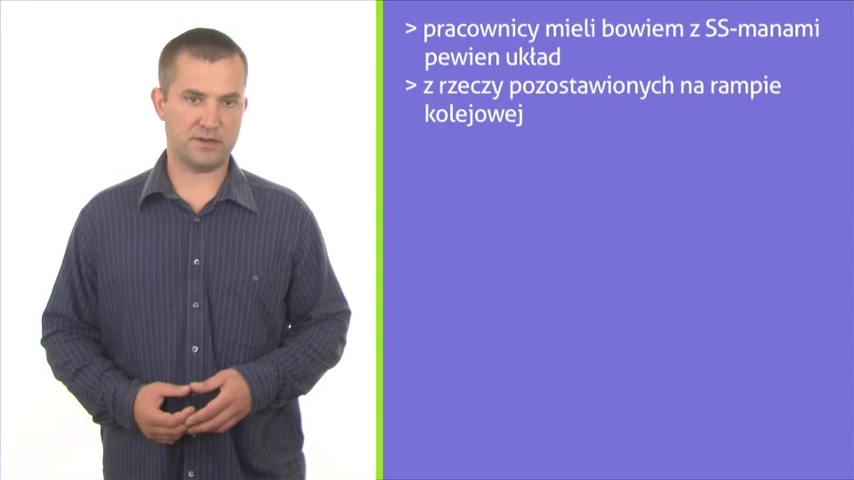 > pracownicy mieli bowiem z SS-manami
pewien układ
> z rzeczy pozostawionych na rampie
kolejowej